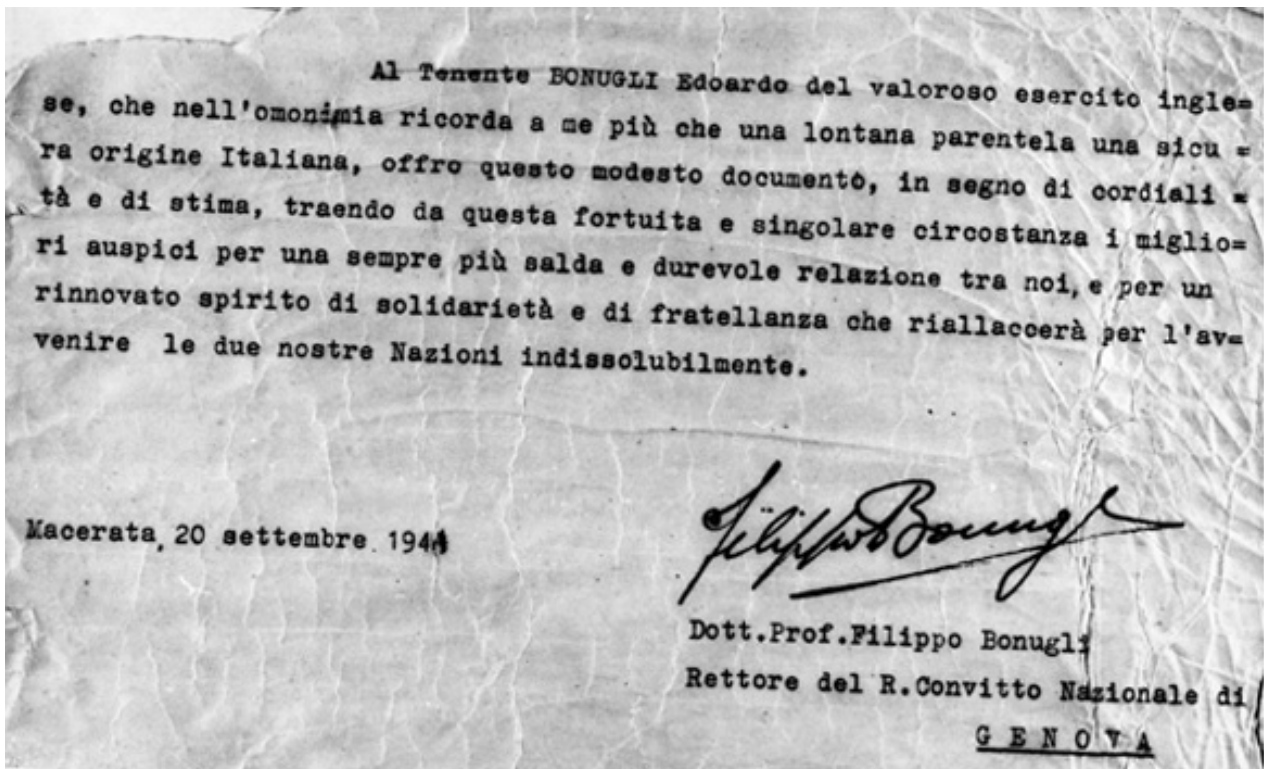 Al Tenente BONUGLI Edoardo del valoroso esercito ingle=
se, che nell'omonimia ricorda a me più che una lontana parentela una sicu =
ra origine Italiana, offro questo modesto documento, in segno di cordiali =
tà e di stima, traendo da questa fortuita e singolare circostanza i miglio=
ri auspici per una sempre più salda e durevole relazione tra noi, e per un
rinnovato spirito di solidarietà e di fratellanza che riallaccerà per l'av=
venire le due nostre Nazioni indissolubilmente.
Filippo Bonugli
Macerata, 20 settembre 1944
Dott.Prof.Filippo Bonugli
Rettore del R.Convitto Nazionale di
GENOVA